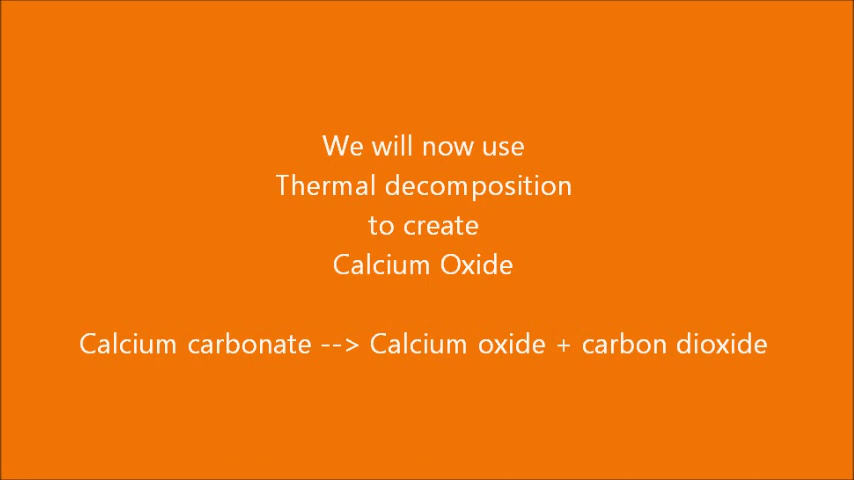 We will now use
Thermal decomposition
to create
Calcium Oxide
Calcium carbonate --> Calcium oxide + carbon dioxide